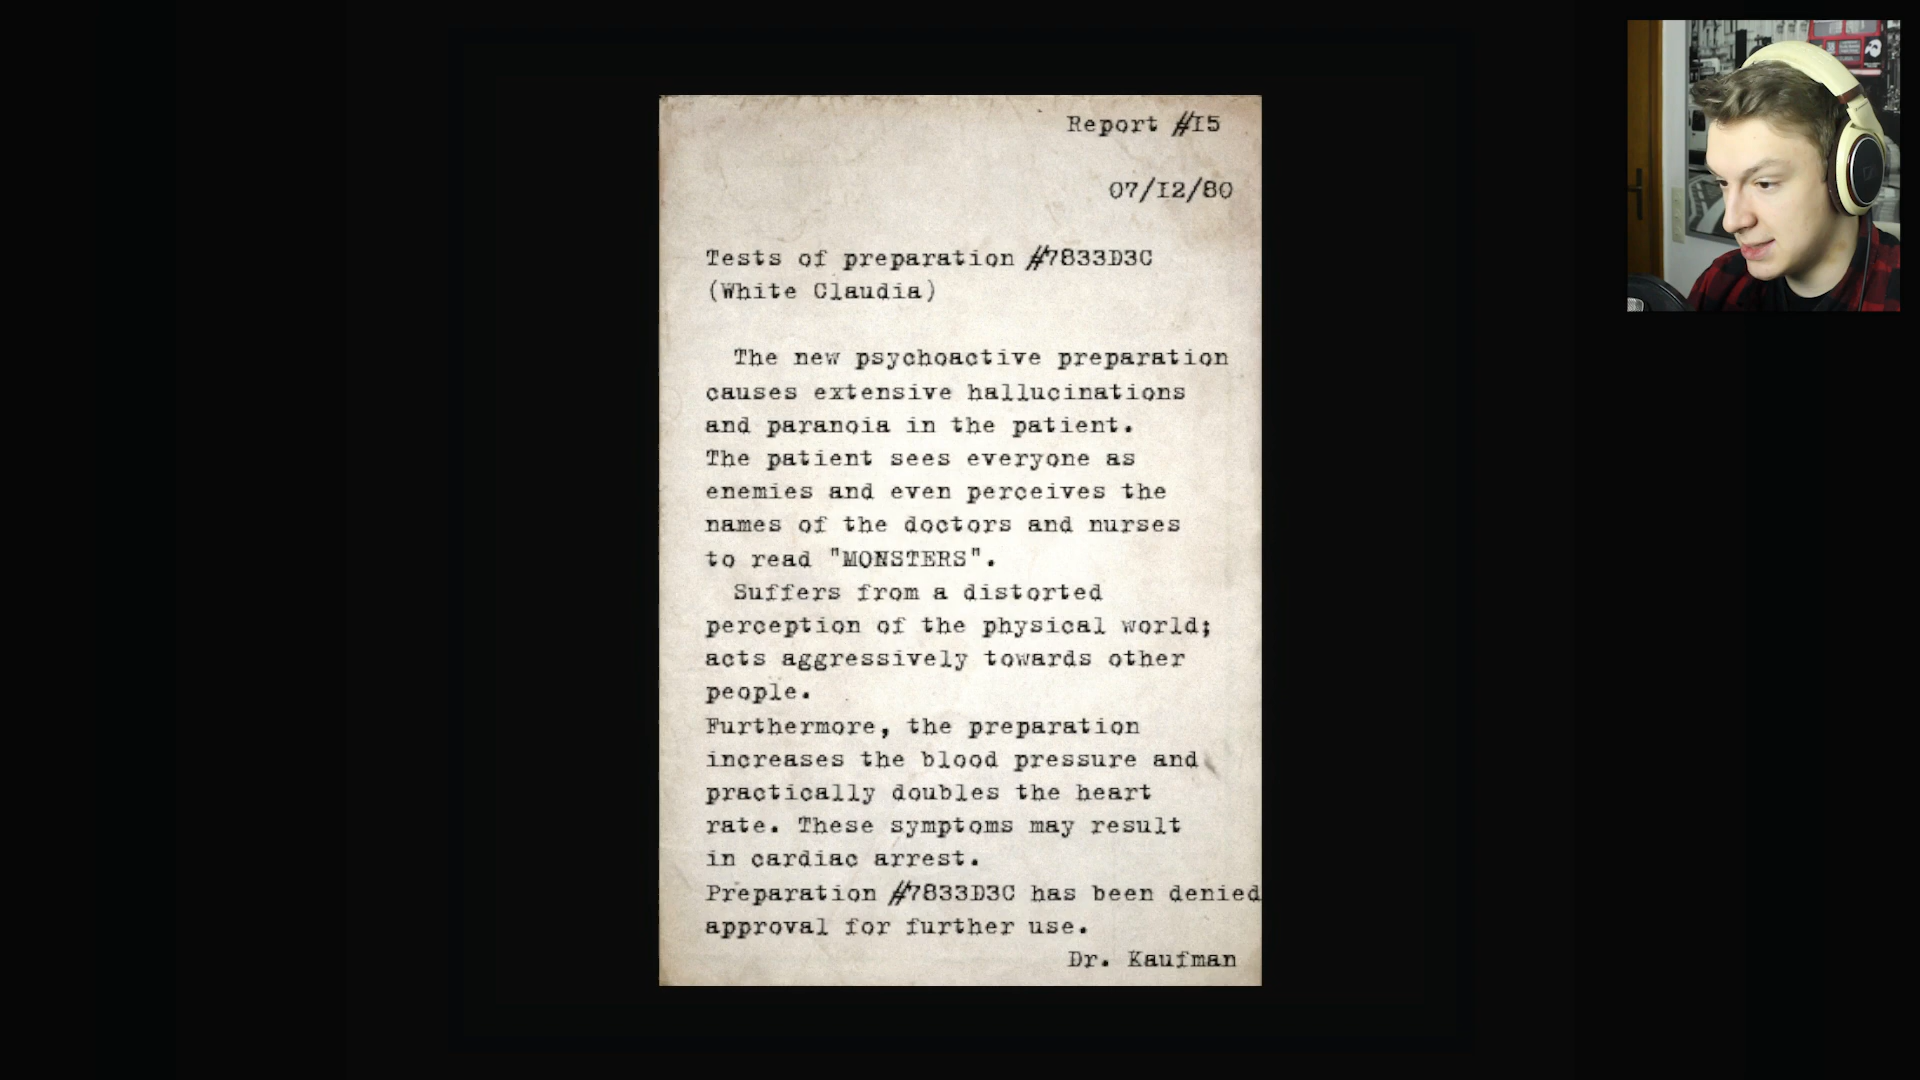 Report #15
07/12/80
Tests of preparation #7833D3C
(White Claudia)
The new psychoactive preparation
causes extensive hallucinations
and paranoia in the patient.
The patient sees everyone as
enemies and even perceives the
names of the doctors and nurses
to read "MONSTERS".
Suffers from a distorted
perception of the physical world;
acts aggressively towards other
people.
Furthermore, the preparation
increases the blood pressure and
practically doubles the heart
rate. These symptoms may result
in cardiac arrest.
Preparation #7833D3C has been denied
approval for further use.
Dr. Kaufman